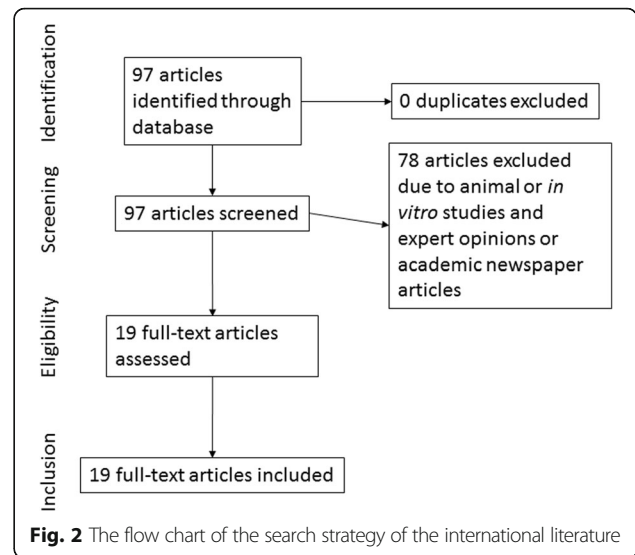 Identification
97 articles
identified through
database
0 duplicates excluded
Screening
97 articles screened
78 articles excluded
due to animal or in
vitro studies and
expert opinions or
academic newspaper
articles
Eligibility
19 full-text articles
assessed
Inclusion
19 full-text articles included
Fig. 2 The flow chart of the search strategy of the international literature